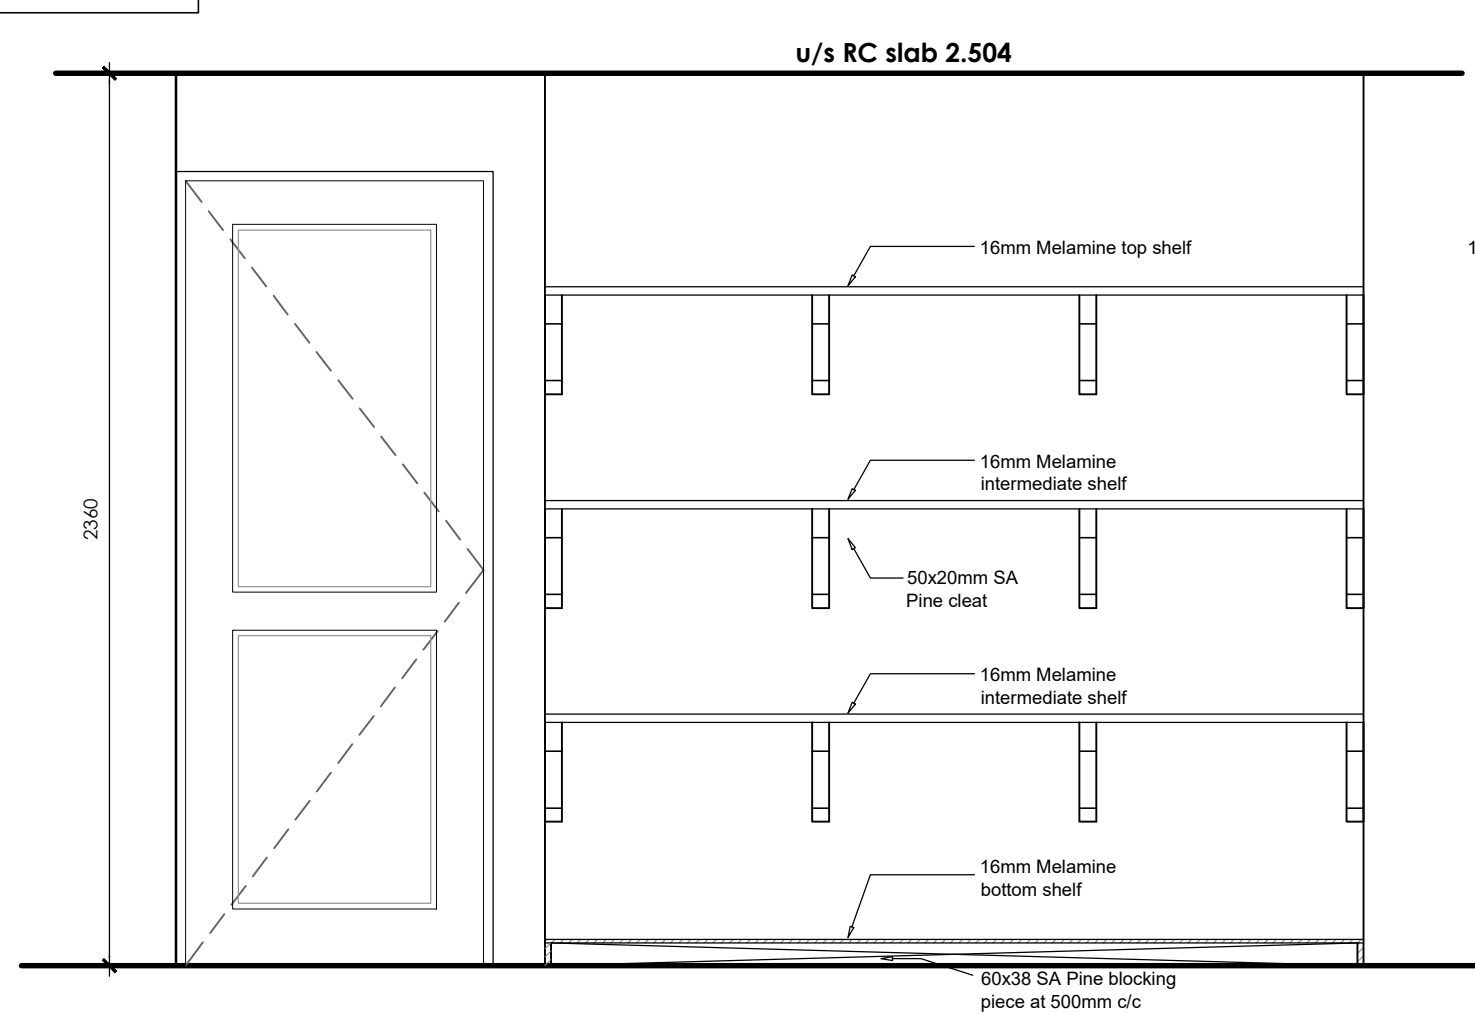 u/s RC slab 2.504
16mm Melamine top shelf
1
16mm Melamine
intermediate shelf
2360
50x20mm SA
Pine cleat
16mm Melamine
intermediate shelf
16mm Melamine
bottom shelf
60x38 SA Pine blocking
piece at 500mm c/c